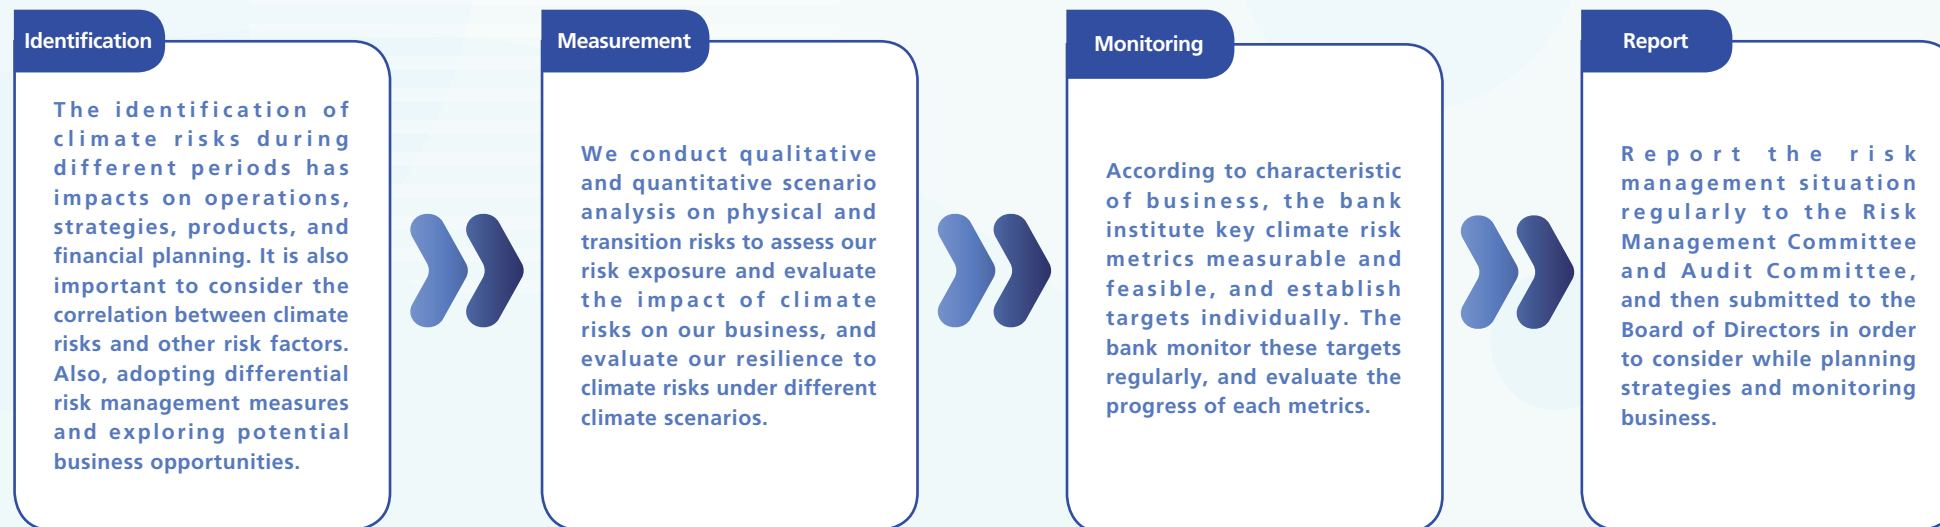 Identification
The identification of
climate risks during
different periods has
impacts on operations,
strategies, products, and
financial planning. It is also
important to consider the
correlation between climate
risks and other risk factors.
Also, adopting differential
risk management measures
and exploring potential
business opportunities.
Measurement
We conduct qualitative
and quantitative scenario
analysis on physical and
transition risks to assess our
risk exposure and evaluate
the impact of climate
risks on our business, and
evaluate our resilience to
climate risks under different
climate scenarios.
Monitoring
According to characteristic
of business, the bank
institute key climate risk
metrics measurable and
feasible, and establish
targets individually. The
bank monitor these targets
regularly, and evaluate the
progress of each metrics.
Report
Report the risk
management situation
regularly to the Risk
Management Committee
and Audit Committee,
and then submitted to the
Board of Directors in order
to consider while planning
strategies and monitoring
business.